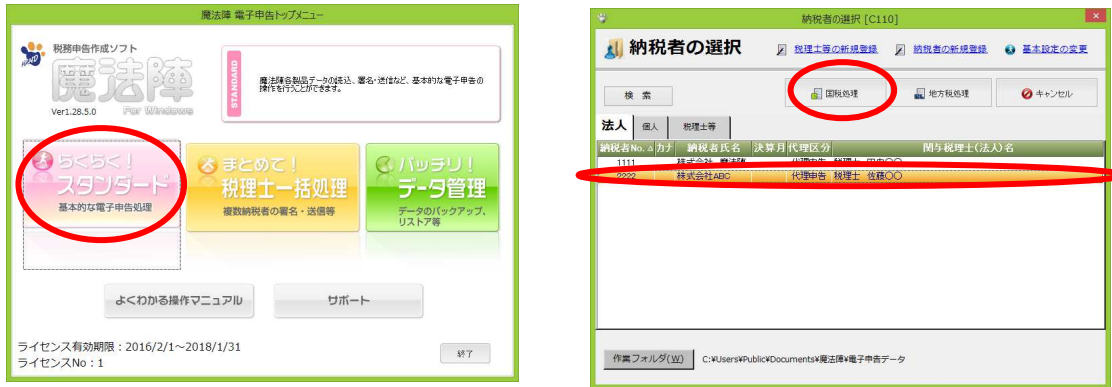 魔法陣 電子申告トップメニュー
税務申告作成ソフト
魔法陣
Ver1.28.5.0 For Windows
STANDARD
魔法陣各製品データの読込、署名・送信など、基本的な電子申告の
操作を行うことができます。
らくらく!
スタンダード
基本的な電子申告処理
まとめて!
税理士一括処理
複数納税者の署名・送信等
バッチリ!
データ管理
データのバックアップ、
リストア等
よくわかる操作マニュアル
サポート
ライセンス有効期限:2016/2/1～2018/1/31
ライセンスNo:1
終了
納税者の選択 [C110]
納税者の選択
税理士等の新規登録
納税者の新規登録
基本設定の変更
検 索
国税処理
地方税処理
キャンセル
法人 個人 税理士等
納税者No. カナ 納税者氏名 決算月 代理区分 関与税理士(法人)名
1111 株式会社 魔法陣 代理申告 税理士 田中〇〇
2222 株式会社ABC 代理申告 税理士 佐藤〇〇
作業フォルダ(W) C:¥Users¥Public¥Documents¥魔法陣¥電子申告データ